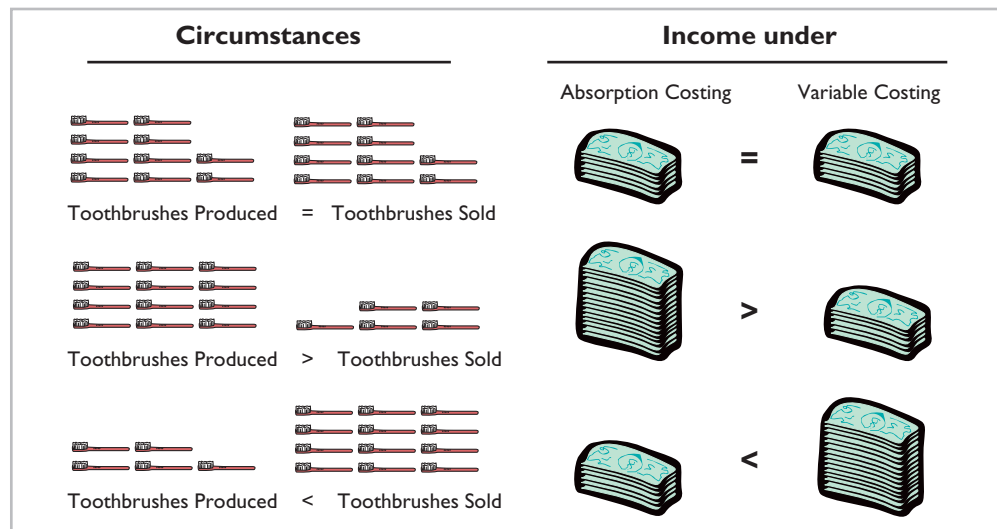 Circumstances
Income under
Absorption Costing
Variable Costing
=
Toothbrushes Produced = Toothbrushes Sold
>
Toothbrushes Produced > Toothbrushes Sold
<
Toothbrushes Produced < Toothbrushes Sold